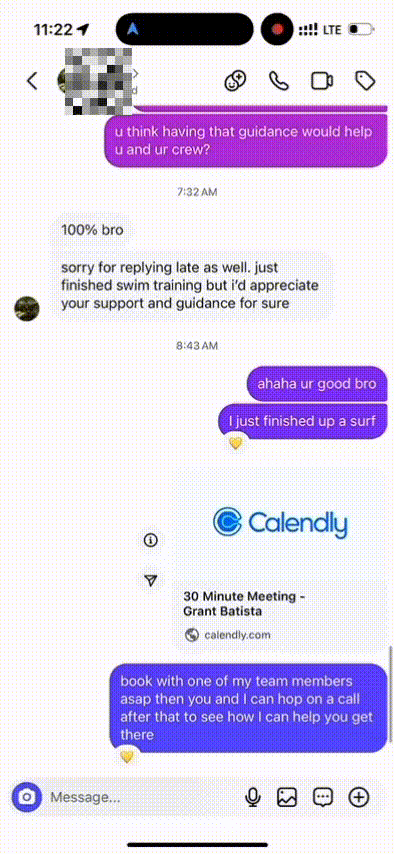 11:22
LTE
u think having that guidance would help
u and ur crew?
7:32 AM
100% bro
sorry for replying late as well. just
finished swim training but i'd appreciate
your support and guidance for sure
8:43 AM
ahaha ur good bro
I just finished up a surf
Calendly
30 Minute Meeting -
Grant Batista
calendly.com
book with one of my team members
asap then you and I can hop on a call
after that to see how I can help you get
there
Message...